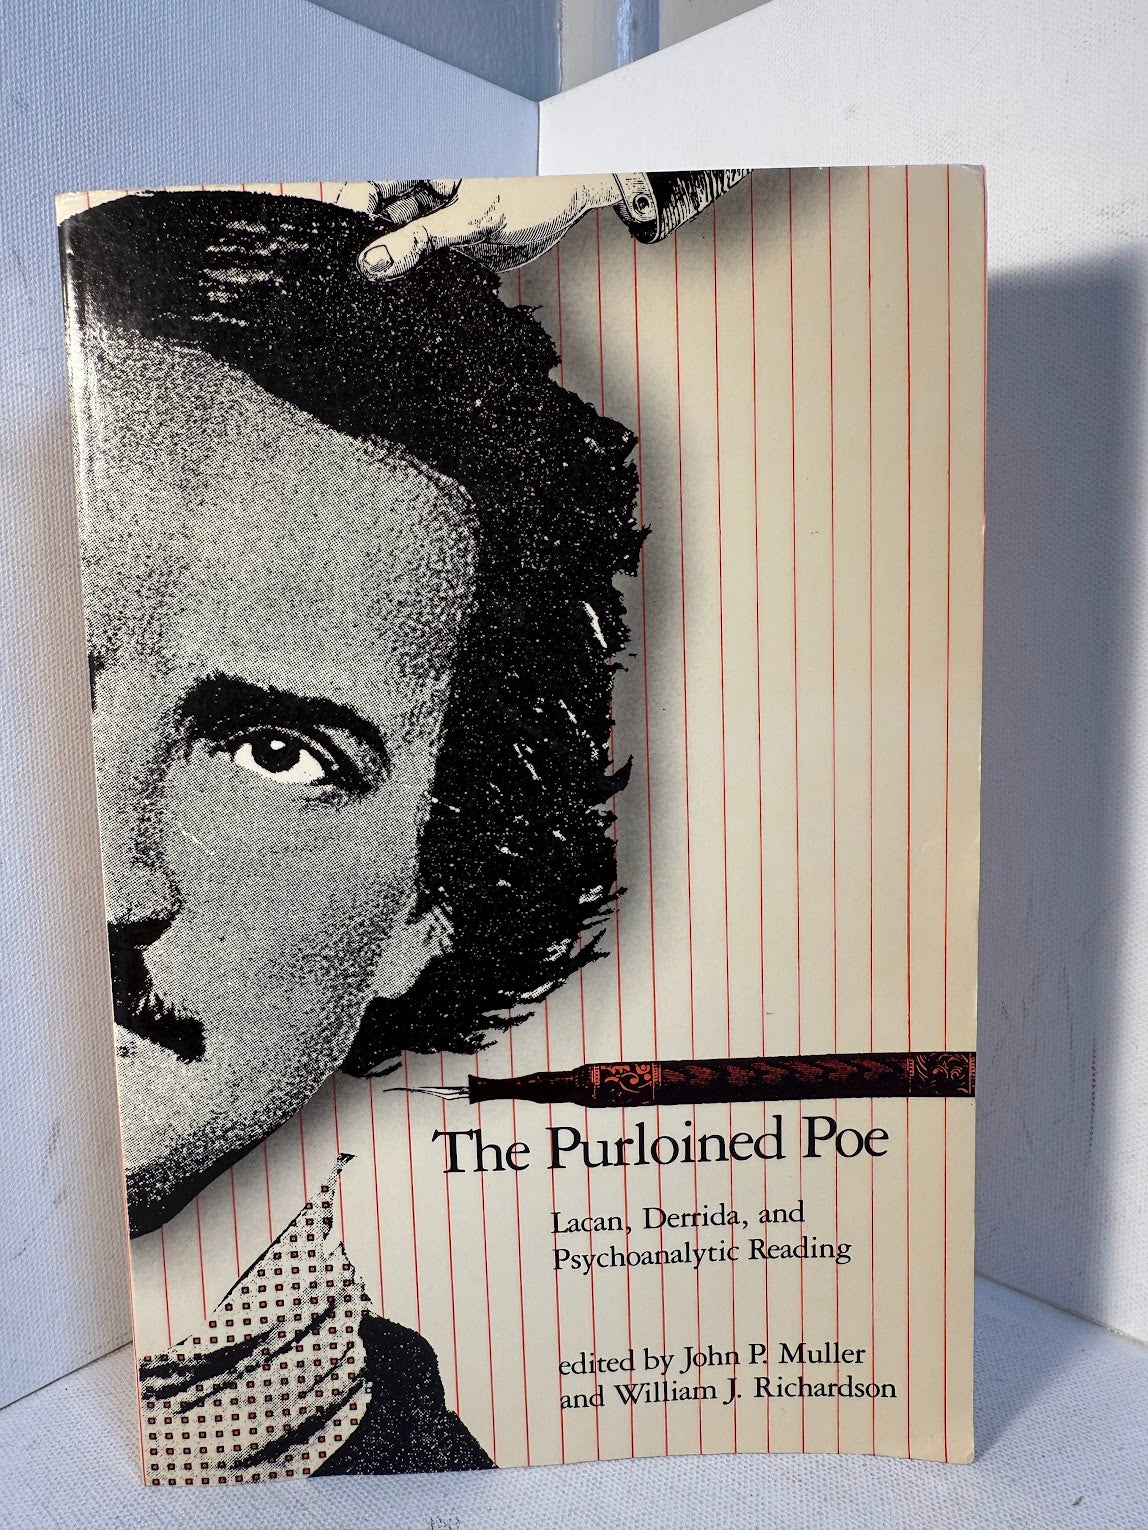 The Purloined Poe
Lacan, Derrida, and
Psychoanalytic Reading
edited by John P. Muller
and William J. Richardson